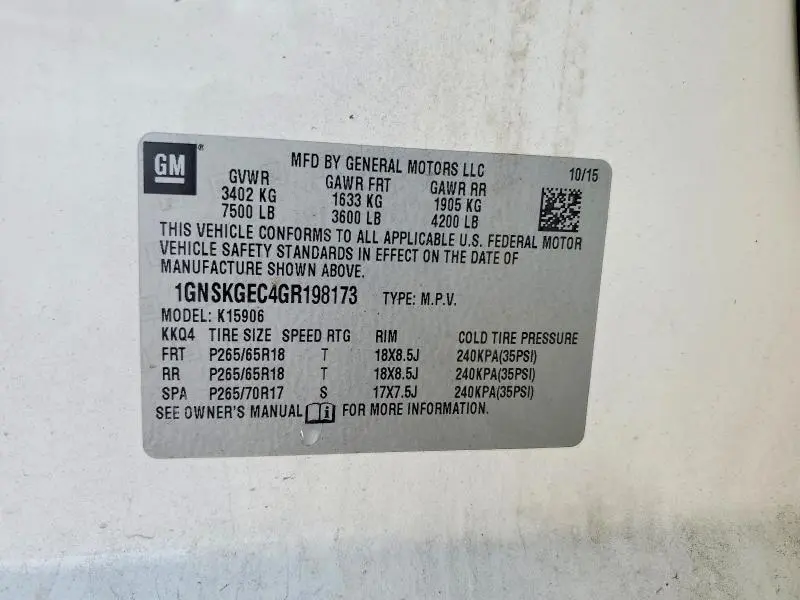 GM
MFD BY GENERAL MOTORS LLC 10/15
GVWR GAWR FRT GAWR RR
3402 KG 1633 KG 1905 KG
7500 LB 3600 LB 4200 LB
THIS VEHICLE CONFORMS TO ALL APPLICABLE U.S. FEDERAL MOTOR
VEHICLE SAFETY STANDARDS IN EFFECT ON THE DATE OF
MANUFACTURE SHOWN ABOVE.
1GNSKGEC4GR198173 TYPE: M.P.V.
MODEL: K15906
KKQ4 TIRE SIZE SPEED RTG RIM COLD TIRE PRESSURE
FRT P265/65R18 T 18X8.5J 240KPA(35PSI)
RR P265/65R18 T 18X8.5J 240KPA(35PSI)
SPA P265/70R17 S 17X7.5J 240KPA(35PSI)
SEE OWNER'S MANUAL i FOR MORE INFORMATION.